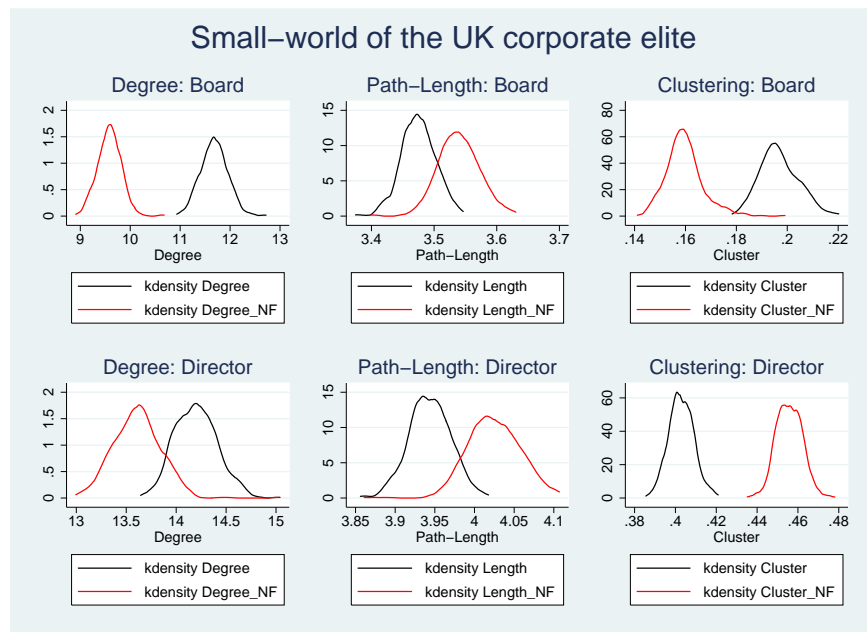 Small−world of the UK corporate elite
Degree: Board
0 .5 1 1.5 2
9 10 11 12 13
Degree
kdensity Degree
kdensity Degree_NF
Path−Length: Board
0 5 10 15
3.4 3.5 3.6 3.7
Path−Length
kdensity Length
kdensity Length_NF
Clustering: Board
0 20 40 60 80
.14 .16 .18 .2 .22
Cluster
kdensity Cluster
kdensity Cluster_NF
Degree: Director
0 .5 1 1.5 2
13 13.5 14 14.5 15
Degree
kdensity Degree
kdensity Degree_NF
Path−Length: Director
0 5 10 15
3.85 3.9 3.95 4 4.05 4.1
Path−Length
kdensity Length
kdensity Length_NF
Clustering: Director
0 20 40 60
.38 .4 .42 .44 .46 .48
Cluster
kdensity Cluster
kdensity Cluster_NF